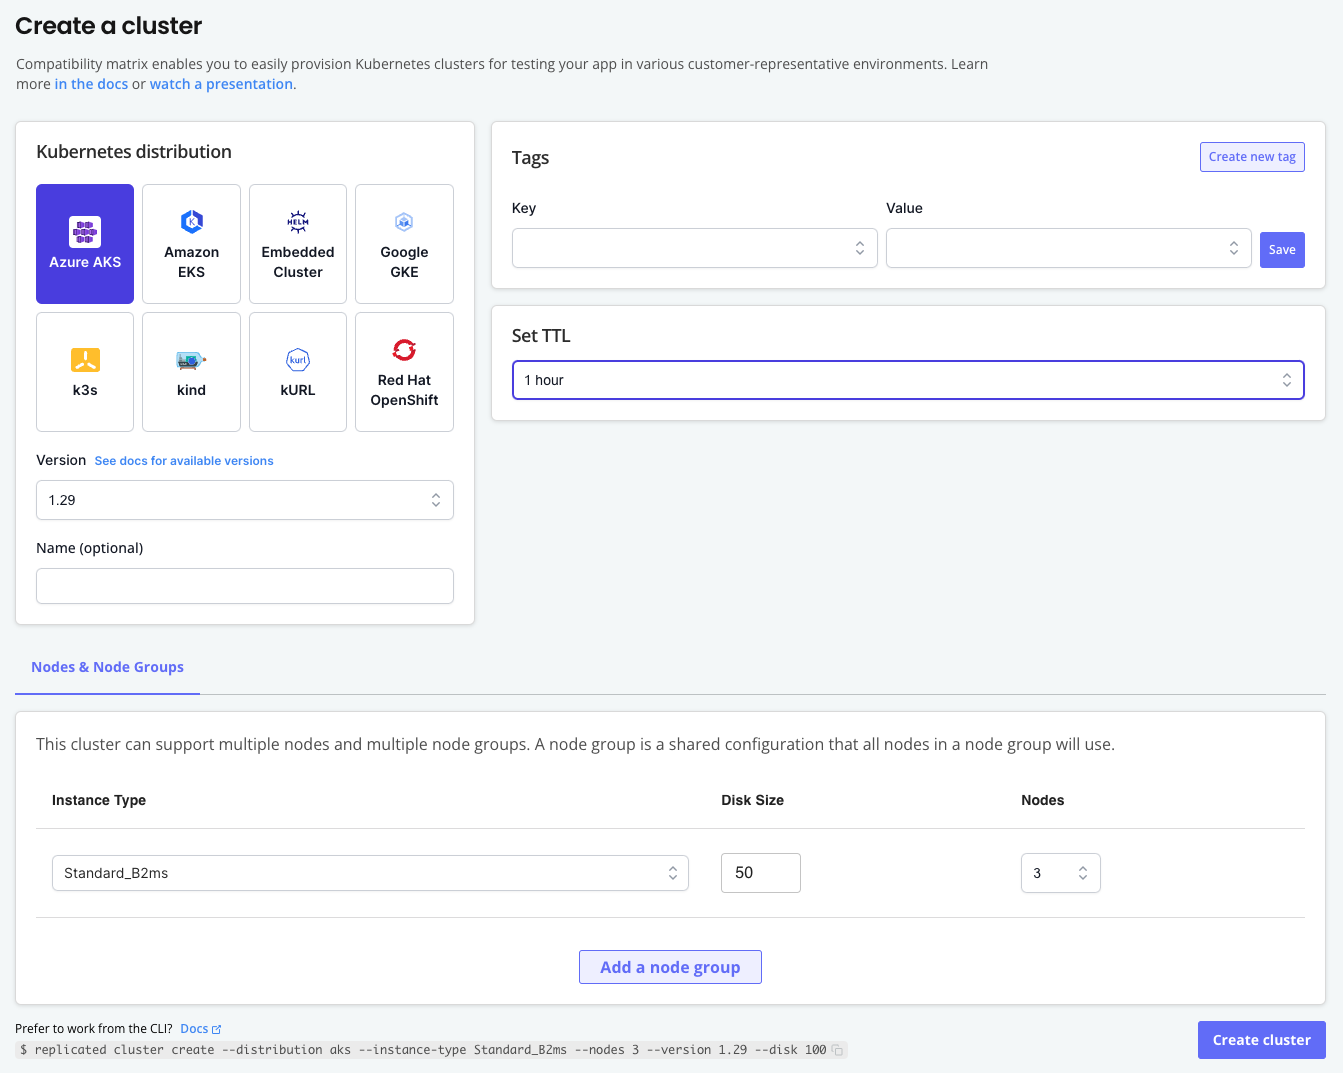 Create a cluster
Compatibility matrix enables you to easily provision Kubernetes clusters for testing your app in various customer-representative environments. Learn
more in the docs or watch a presentation.
Kubernetes distribution
Azure AKS
Amazon
EKS
HELM
Embedded
Cluster
Google
GKE
k3s
kind
kurl
kURL
Red Hat
OpenShift
Version See docs for available versions
1.29
Name (optional)
Tags
Create new tag
Key
Value
Save
Set TTL
1 hour
Nodes & Node Groups
This cluster can support multiple nodes and multiple node groups. A node group is a shared configuration that all nodes in a node group will use.
Instance Type
Disk Size
Nodes
Standard_B2ms
50
3
Add a node group
Prefer to work from the CLI? Docs
$ replicated cluster create --distribution aks --instance-type Standard_B2ms --nodes 3 --version 1.29 --disk 100
Create cluster